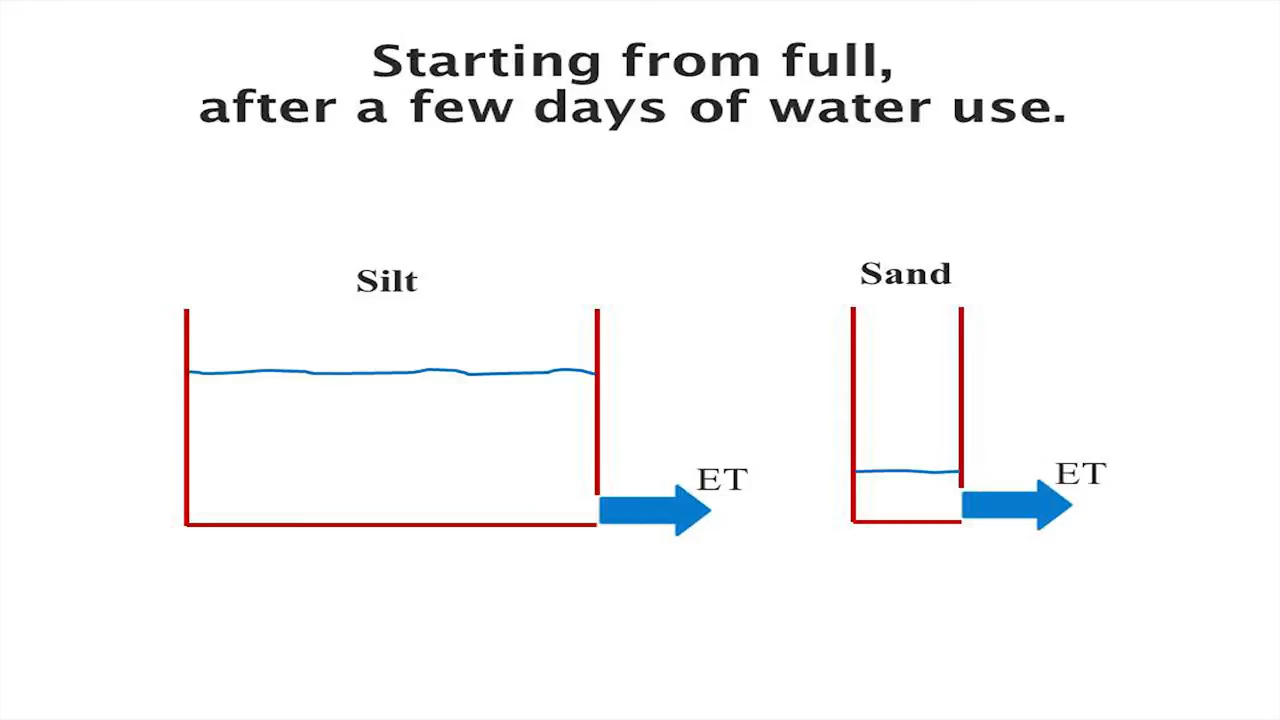 Starting from full,
after a few days of water use.
Silt
Sand
ET
ET